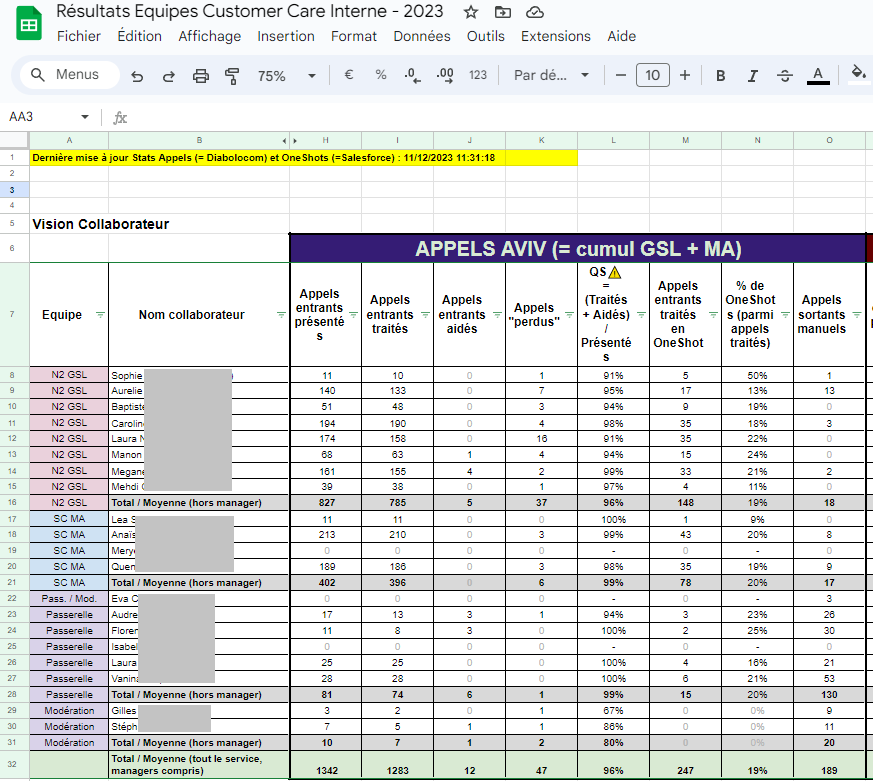 Résultats Equipes Customer Care Interne - 2023
Fichier Édition Affichage Insertion Format Données Outils Extensions Aide
Menus 75% € % .0 .00 123 Par dé... − 10 + B I S A
AA3 fx
A B H I J K L M N O
1 Dernière mise à jour Stats Appels (= Diabolocom) et OneShots (=Salesforce) : 11/12/2023 11:31:18
2
3
4
5 Vision Collaborateur
6 APPELS AVIV (= cumul GSL + MA)
7 Equipe Nom collaborateur Appels entrants présentés Appels entrants traités Appels entrants aidés Appels "perdus" QS⚠ = (Traités + Aidés) / Présentés Appels entrants traités en OneShot % de OneShots (parmi appels traités) Appels sortants manuels
8 N2 GSL Sophie 11 10 0 1 91% 5 50% 1
9 N2 GSL Aurelie 140 133 0 7 95% 17 13% 13
10 N2 GSL Baptiste 51 48 0 3 94% 9 19% 0
11 N2 GSL Caroline 194 190 0 4 98% 35 18% 3
12 N2 GSL Laura N 174 158 0 16 91% 35 22% 0
13 N2 GSL Manon 68 63 1 4 94% 15 24% 0
14 N2 GSL Megane 161 155 4 2 99% 33 21% 2
15 N2 GSL Mehdi 39 38 0 1 97% 4 11% 0
16 N2 GSL Total / Moyenne (hors manager) 827 785 5 37 96% 148 19% 18
17 SC MA Lea S 11 11 0 0 100% 1 9% 0
18 SC MA Anaïs 213 210 0 3 99% 43 20% 8
19 SC MA Mery 0 0 0 0 - 0 - 0
20 SC MA Quen 189 186 0 3 98% 35 19% 9
21 SC MA Total / Moyenne (hors manager) 402 396 0 6 99% 78 20% 17
22 Pass. / Mod. Eva C 0 0 0 0 - 0 - 3
23 Passerelle Audre 17 13 3 1 94% 3 23% 26
24 Passerelle Floren 11 8 3 0 100% 2 25% 30
25 Passerelle Isabel 0 0 0 0 - 0 - 0
26 Passerelle Laura 25 25 0 0 100% 4 16% 21
27 Passerelle Vanina 28 28 0 0 100% 6 21% 53
28 Passerelle Total / Moyenne (hors manager) 81 74 6 1 99% 15 20% 130
29 Modération Gilles 3 2 0 1 67% 0 0% 9
30 Modération Stéph 7 5 1 1 86% 0 0% 11
31 Modération Total / Moyenne (hors manager) 10 7 1 2 80% 0 0% 20
32 Total / Moyenne (tout le service, managers compris) 1342 1283 12 47 96% 247 19% 189